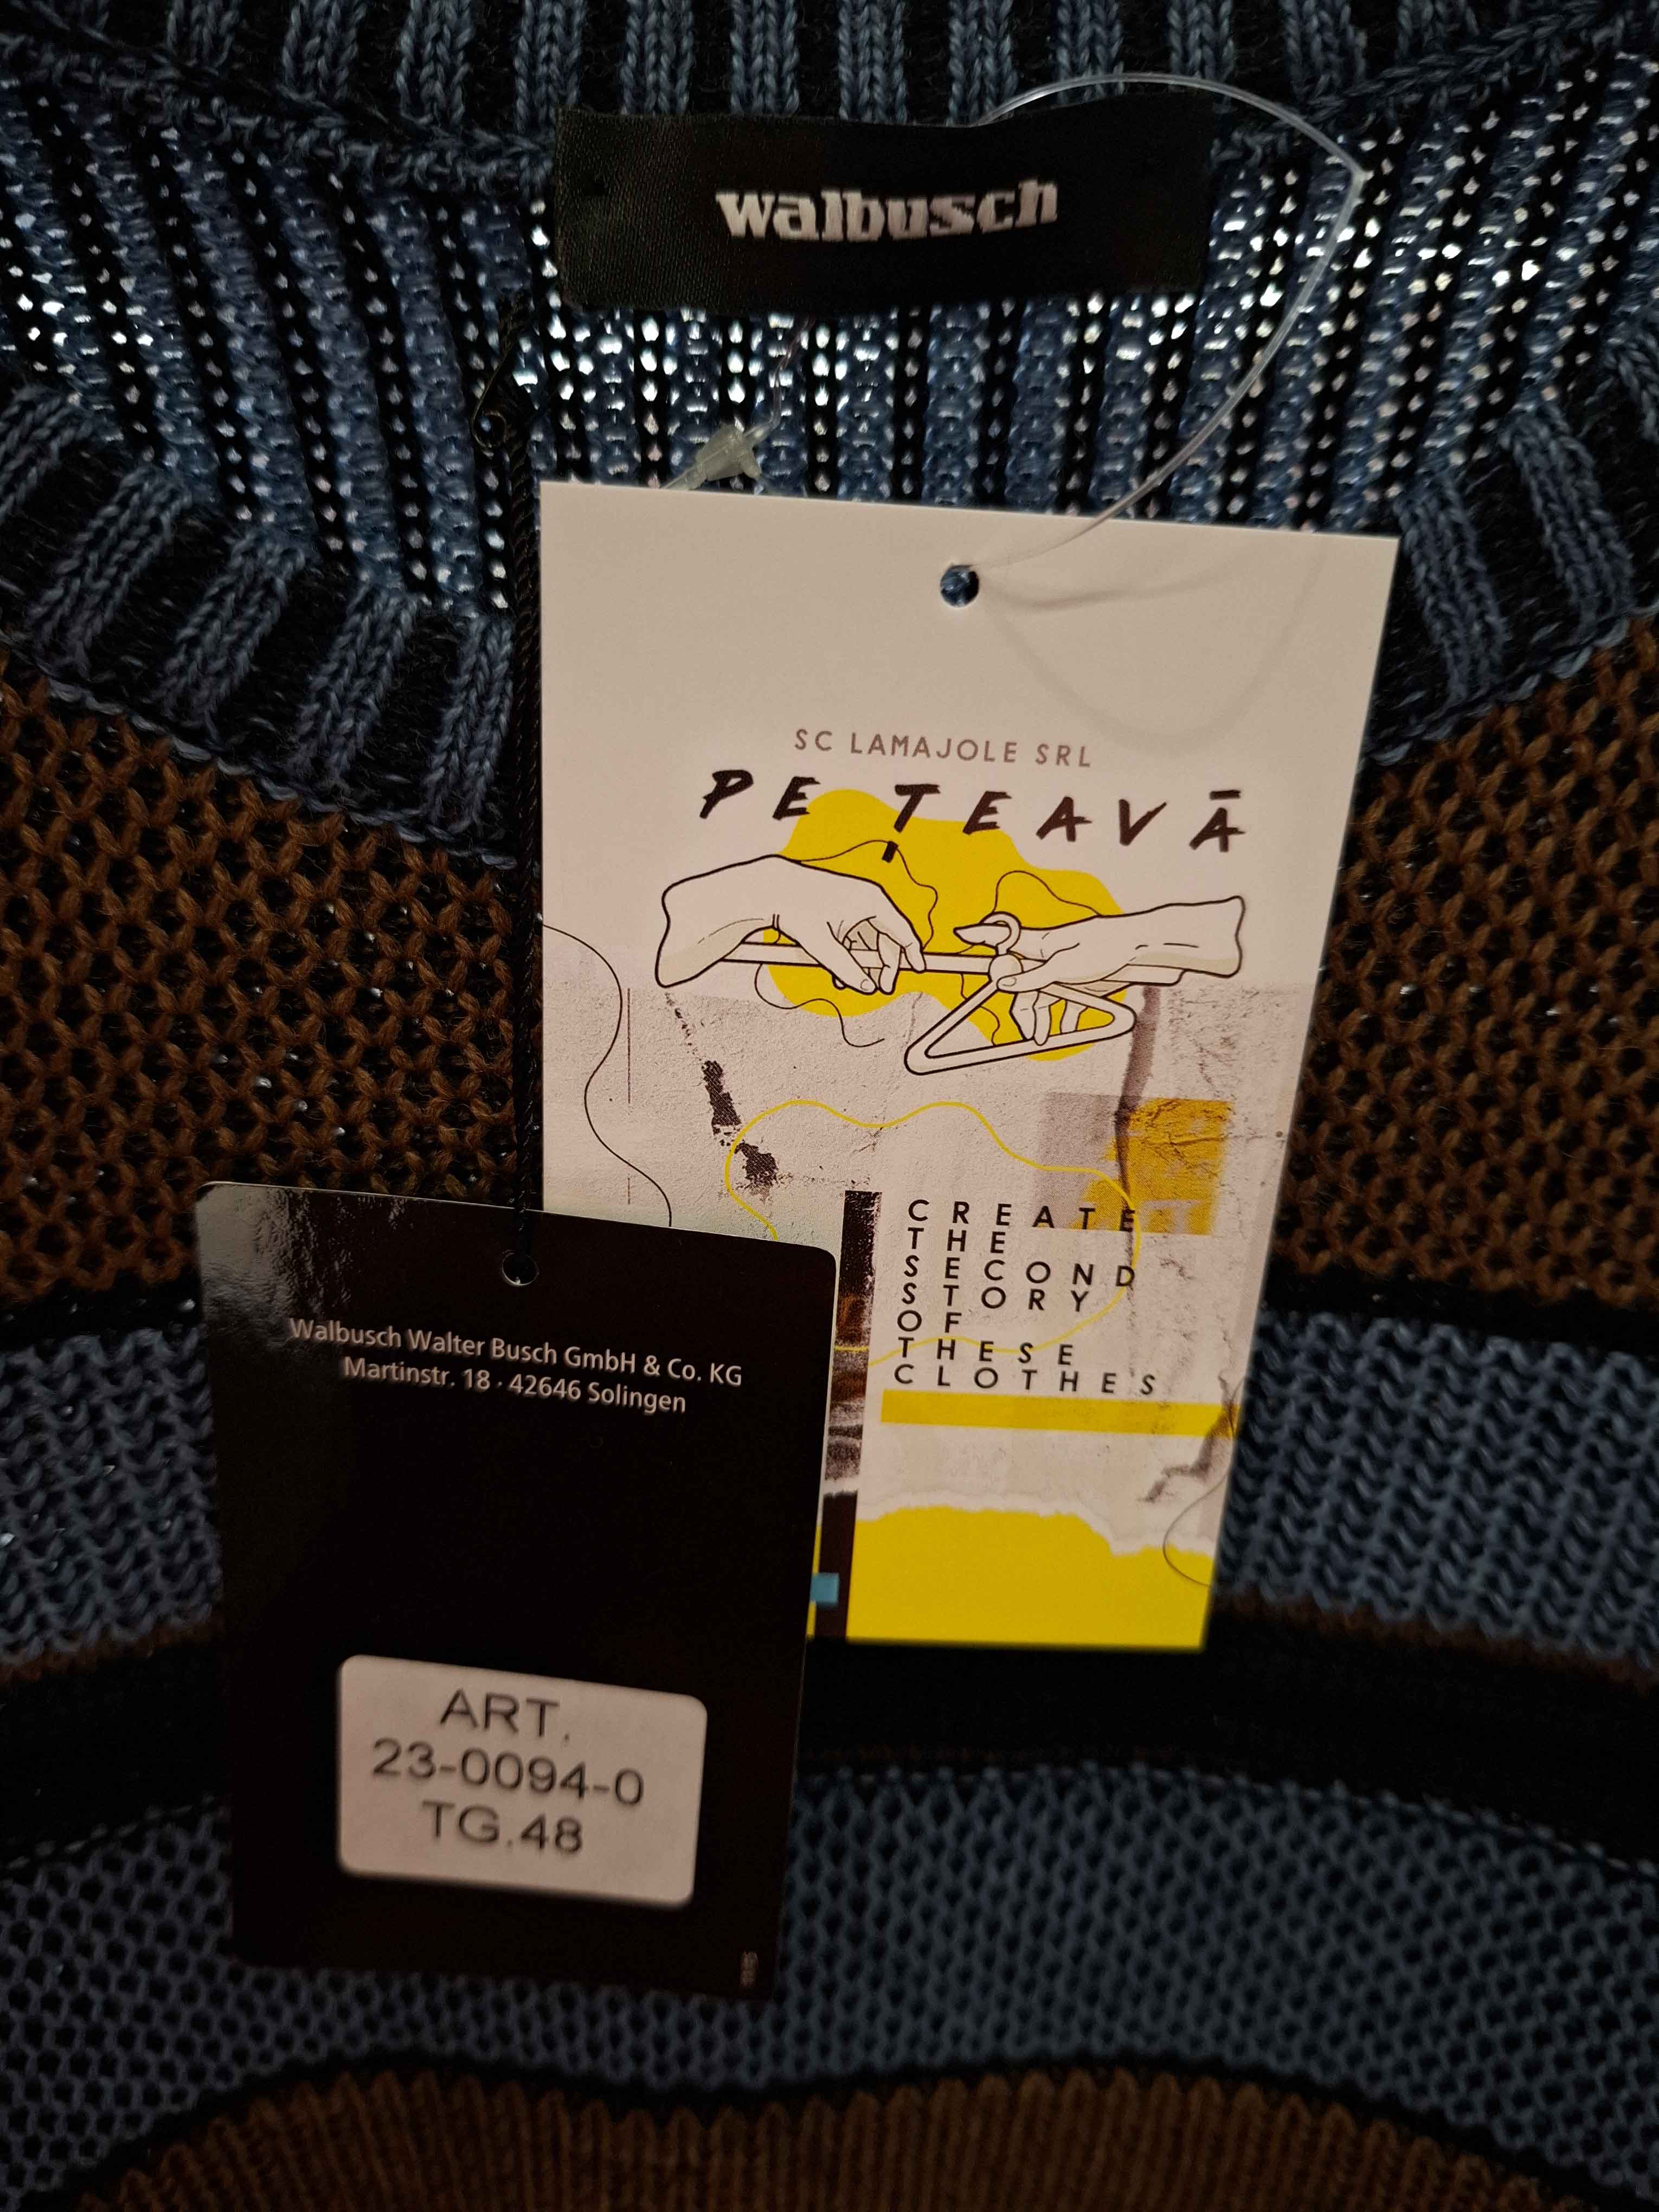 walbusch
SC LAMAJOLE SRL
PE ȚEAVĂ
CREATE
THE
SECOND
STORY
OF
THESE
CLOTHES
Walbusch Walter Busch GmbH & Co. KG
Martinstr. 18 · 42646 Solingen
ART.
23-0094-0
TG.48